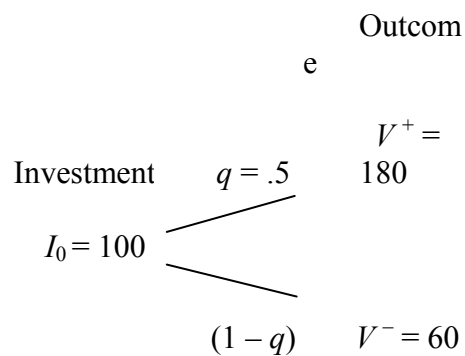 Outcom
e
V⁺ =
Investment q = .5 180
I₀ = 100
(1 – q) V⁻ = 60